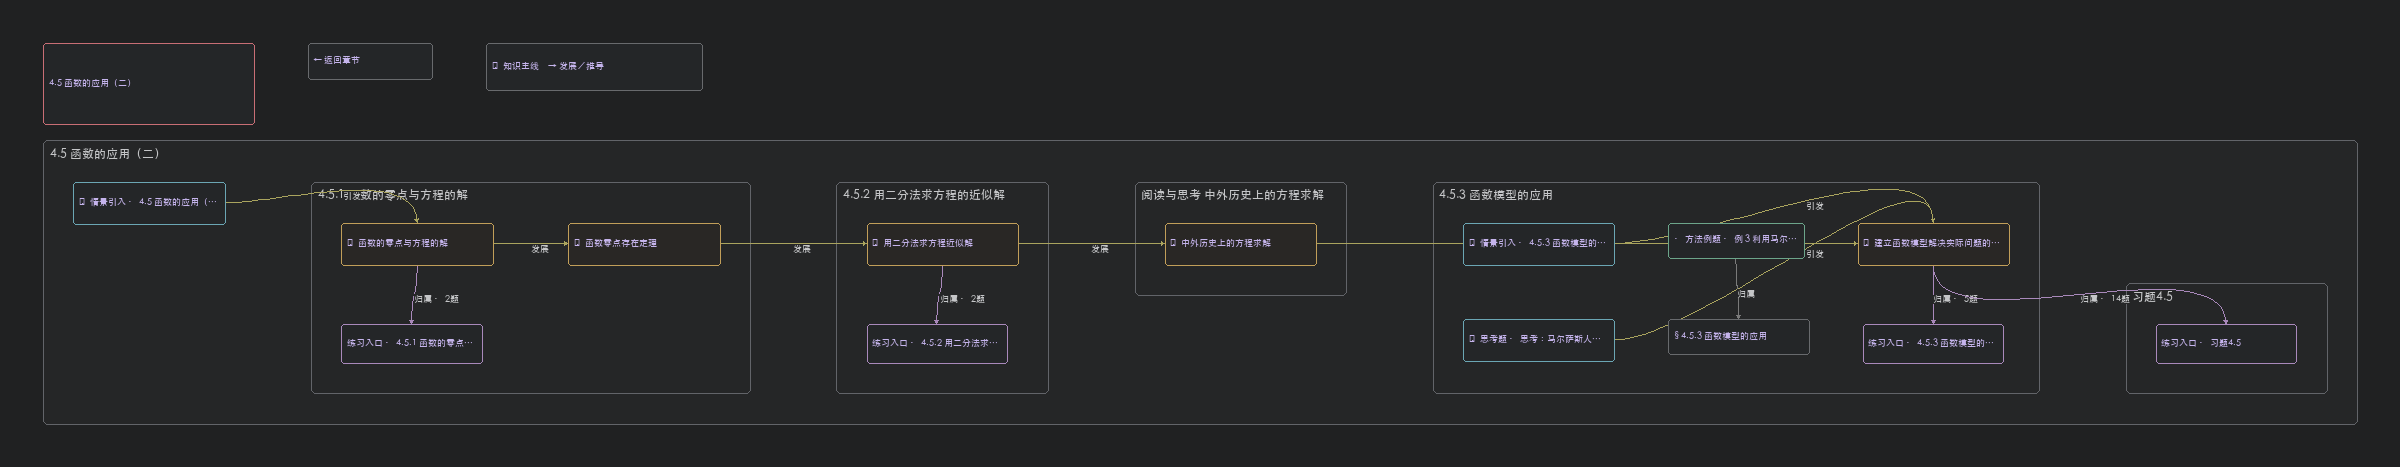 4.5 函数的应用（二）
← 返回章节
知识主线 → 发展／推导
4.5 函数的应用（二）
情景引入 · 4.5 函数的应用（…
4.5.1 函数的零点与方程的解
引发
函数的零点与方程的解
发展
函数零点存在定理
归属 · 2题
练习入口 · 4.5.1 函数的零点…
发展
4.5.2 用二分法求方程的近似解
用二分法求方程近似解
归属 · 2题
练习入口 · 4.5.2 用二分法求…
发展
阅读与思考 中外历史上的方程求解
中外历史上的方程求解
4.5.3 函数模型的应用
情景引入 · 4.5.3 函数模型的…
· 方法例题 · 例 3 利用马尔…
引发
引发
建立函数模型解决实际问题的…
归属
归属 · 5题
归属 · 14题
思考题 · 思考：马尔萨斯人…
§ 4.5.3 函数模型的应用
练习入口 · 4.5.3 函数模型的…
习题4.5
练习入口 · 习题4.5